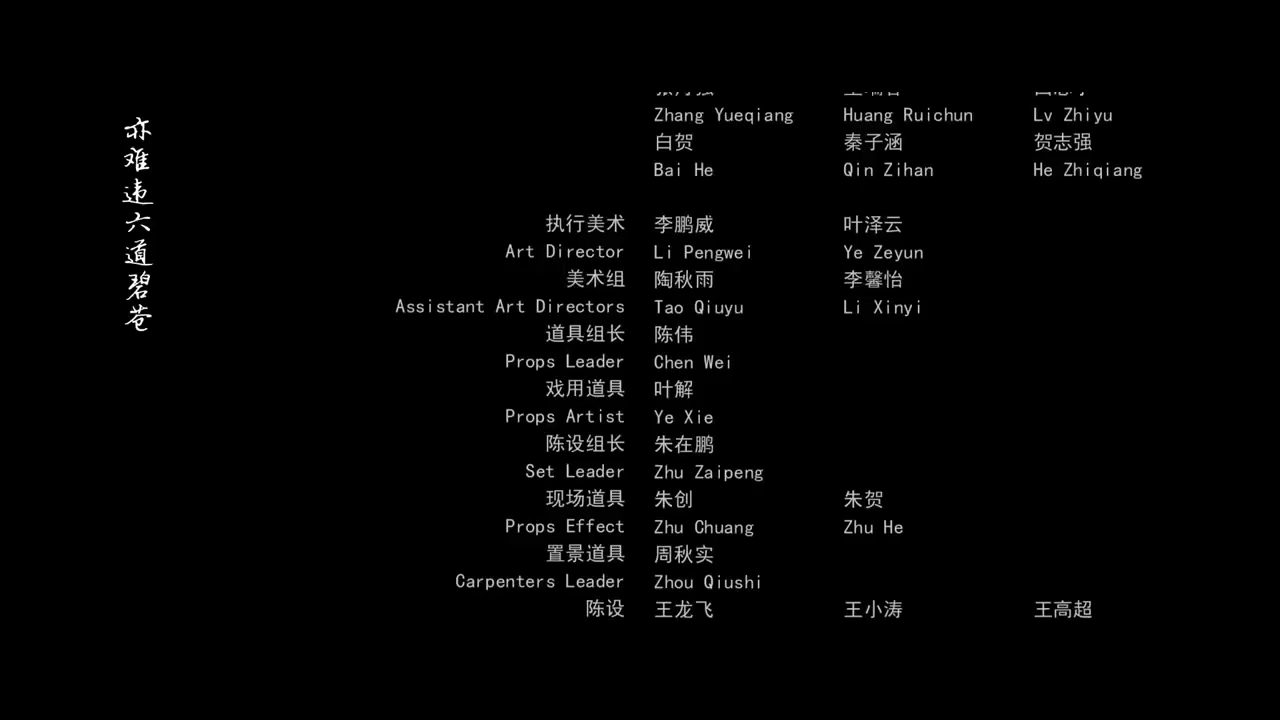 亦难违六道碧苍
Zhang Yueqiang Huang Ruichun Lv Zhiyu
白贺 秦子涵 贺志强
Bai He Qin Zihan He Zhiqiang
执行美术 李鹏威 叶泽云
Art Director Li Pengwei Ye Zeyun
美术组 陶秋雨 李馨怡
Assistant Art Directors Tao Qiuyu Li Xinyi
道具组长 陈伟
Props Leader Chen Wei
戏用道具 叶解
Props Artist Ye Xie
陈设组长 朱在鹏
Set Leader Zhu Zaipeng
现场道具 朱创 朱贺
Props Effect Zhu Chuang Zhu He
置景道具 周秋实
Carpenters Leader Zhou Qiushi
陈设 王龙飞 王小涛 王高超